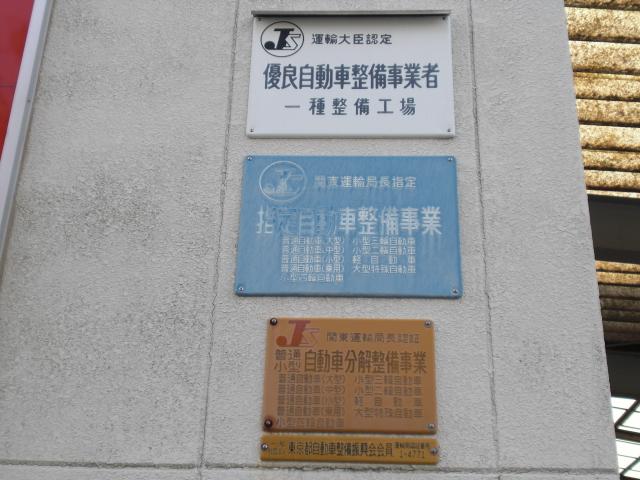 JS 運輸大臣認定
優良自動車整備事業者
一種整備工場
JS 関東運輸局長指定
指定自動車整備事業
普通自動車(大型) 小型三輪自動車
普通自動車(中型) 小型二輪自動車
普通自動車(小型) 軽自動車
普通自動車(乗用) 大型特殊自動車
小型四輪自動車
JS 関東運輸局長認証
普通小型自動車分解整備事業
普通自動車(大型) 小型三輪自動車
普通自動車(中型) 小型二輪自動車
普通自動車(小型) 軽自動車
普通自動車(乗用) 大型特殊自動車
小型四輪自動車
東京都自動車整備振興会会員
1-4771